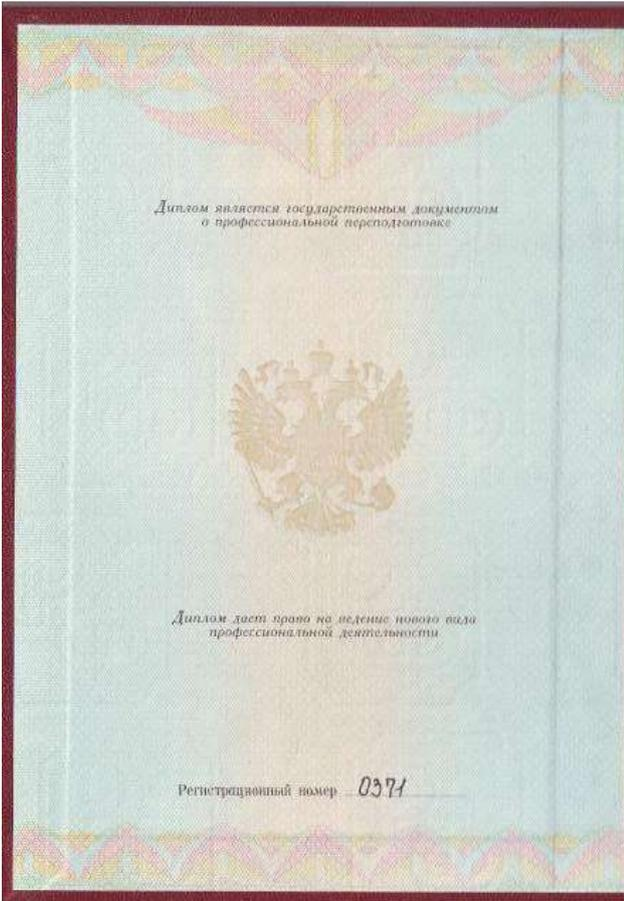 Диплом является государственным документом
о профессиональной переподготовке
Диплом дает право на ведение нового вида
профессиональной деятельности
Регистрационный номер 0371